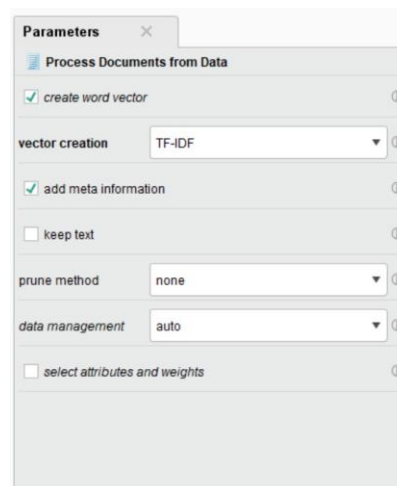 Parameters
Process Documents from Data
create word vector
vector creation TF-IDF
add meta information
keep text
prune method none
data management auto
select attributes and weights